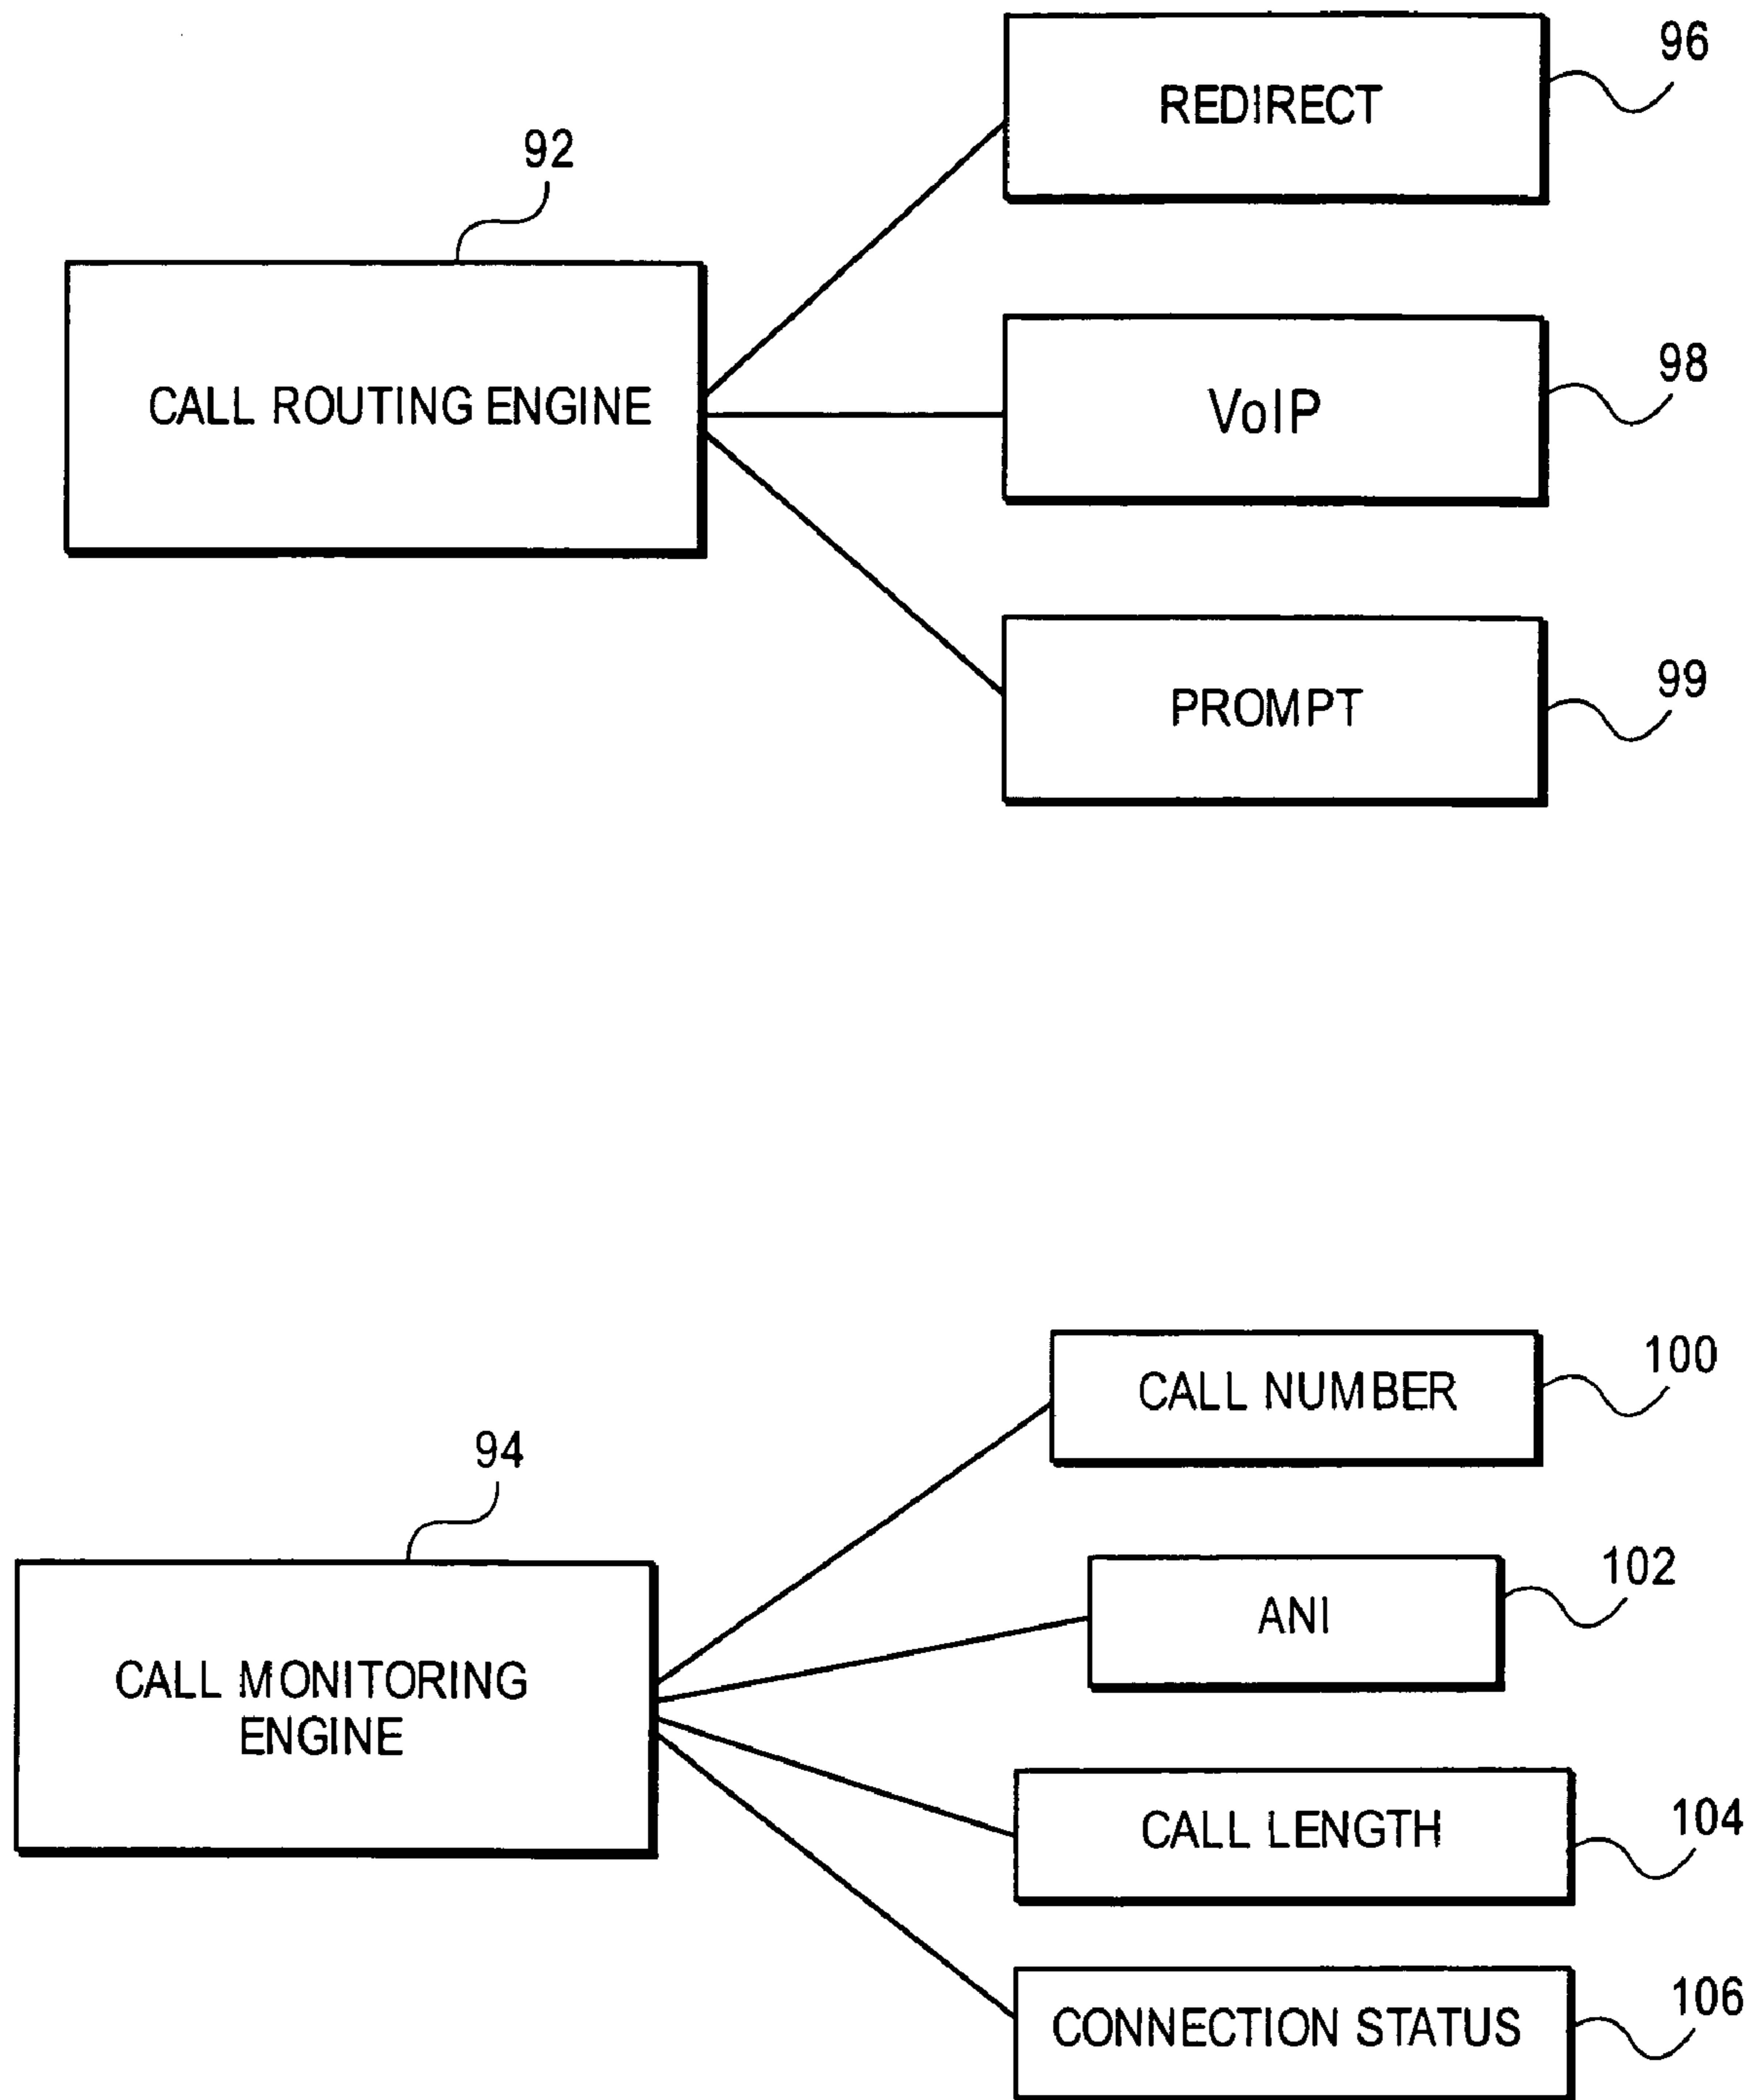 96
REDIRECT
92
98
CALL ROUTING ENGINE
VoIP
99
PROMPT
100
CALL NUMBER
94
102
ANI
CALL MONITORING
ENGINE
104
CALL LENGTH
106
CONNECTION STATUS